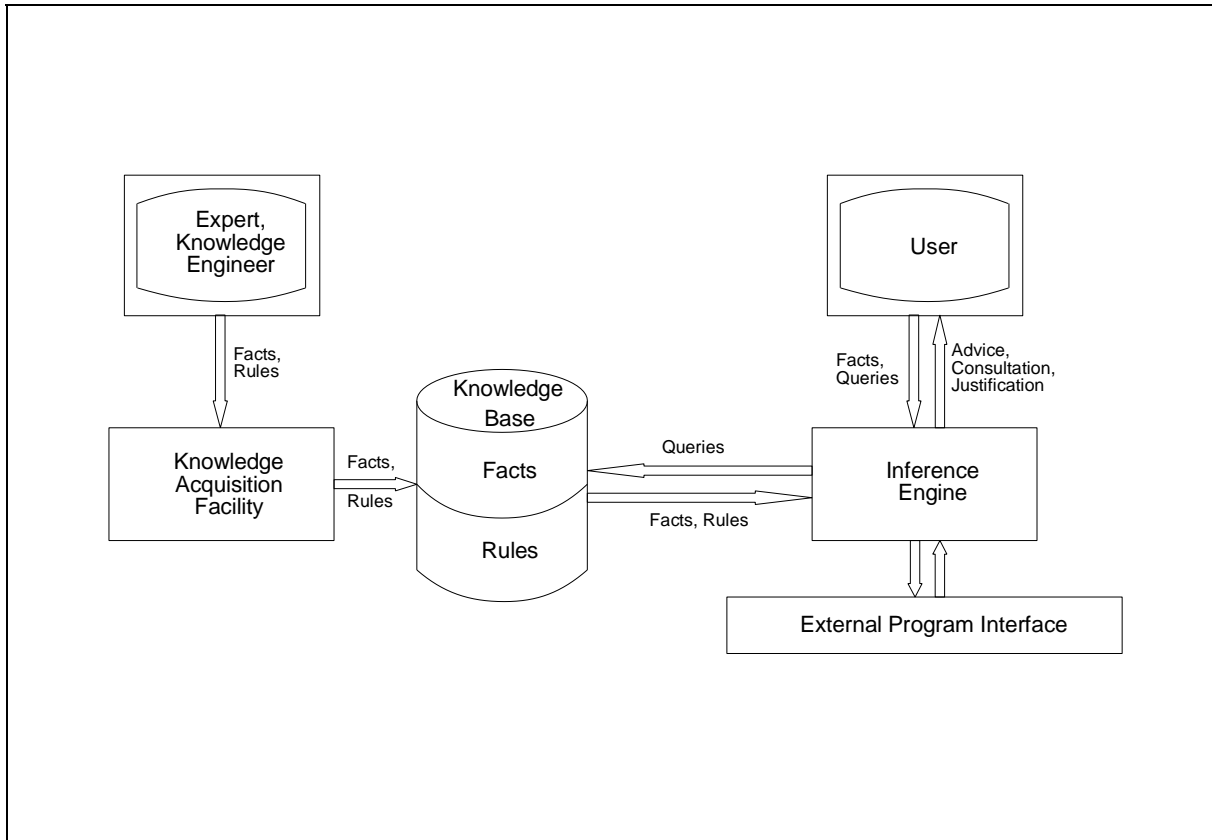 Expert,
Knowledge
Engineer
User
Facts,
Rules
Facts,
Queries
Advice,
Consultation,
Justification
Knowledge
Base
Knowledge
Acquisition
Facility
Facts,
Rules
Facts
Rules
Queries
Facts, Rules
Inference
Engine
External Program Interface